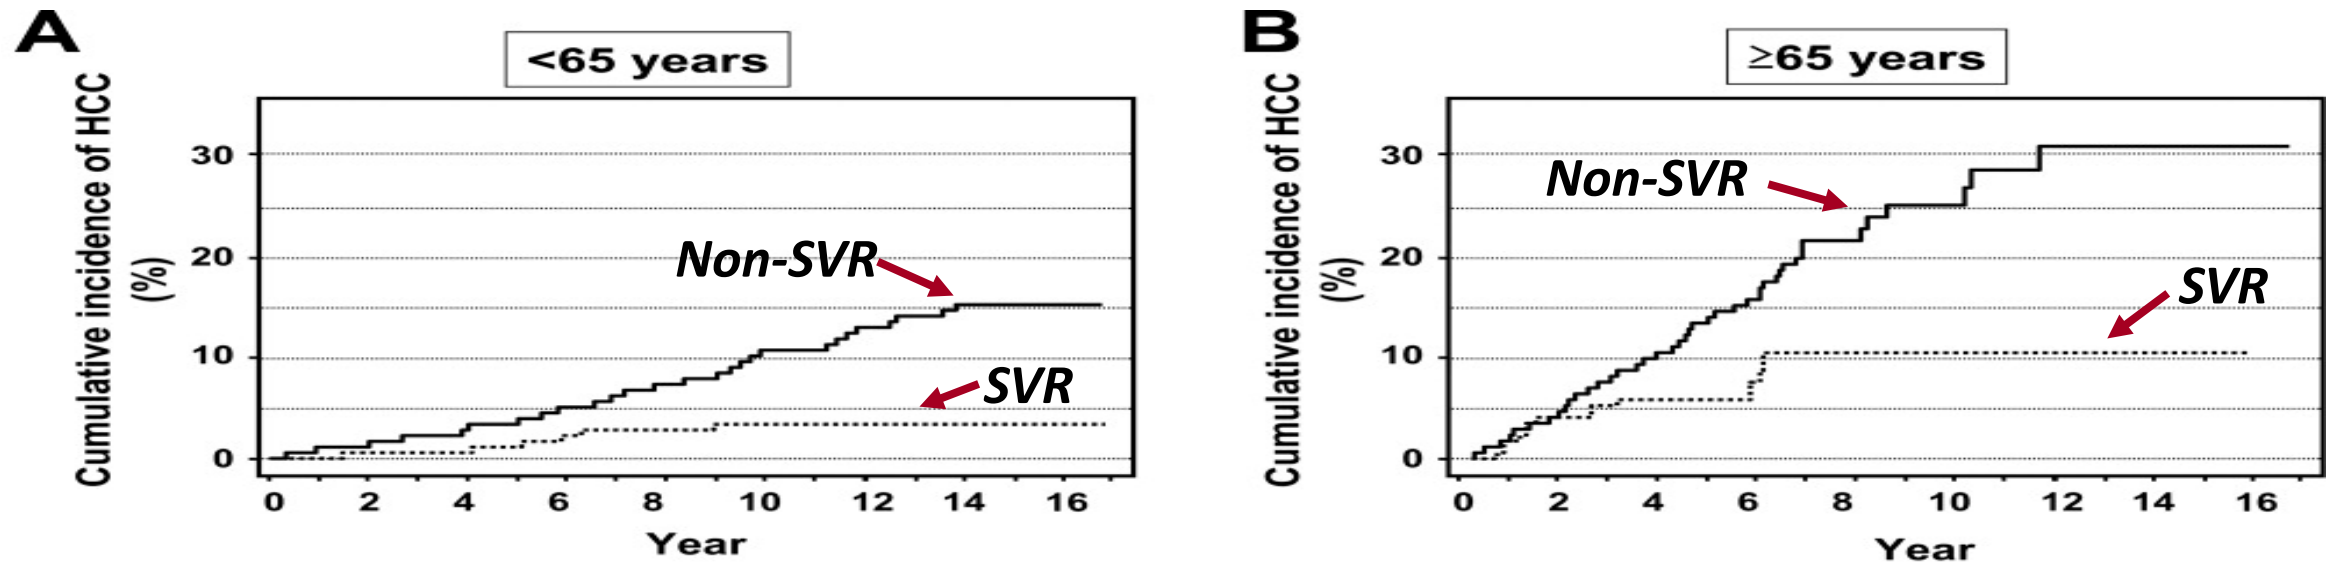 A
<65 years
Cumulative incidence of HCC
(%)
30
20
10
0
Non-SVR
SVR
0 2 4 6 8 10 12 14 16
Year
B
≥65 years
Cumulative incidence of HCC
(%)
30
20
10
0
Non-SVR
SVR
0 2 4 6 8 10 12 14 16
Year